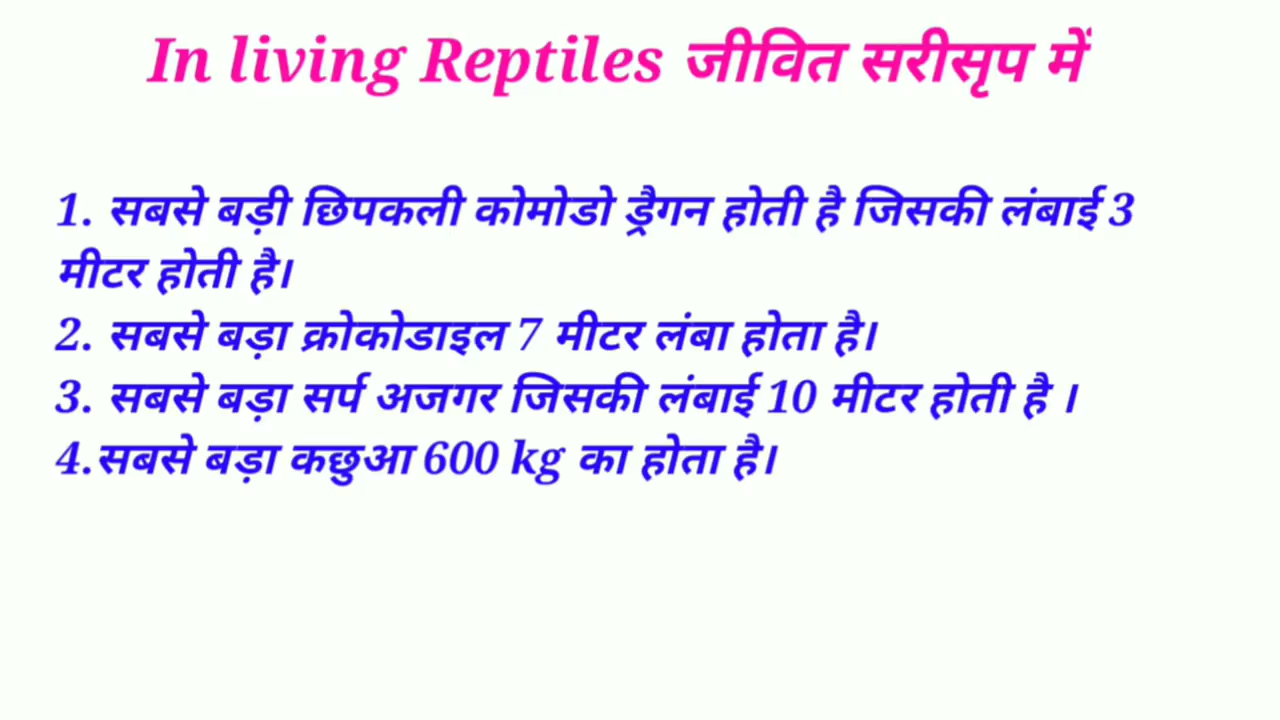 In living Reptiles जीवित सरीसृप में
1. सबसे बड़ी छिपकली कोमोडो ड्रैगन होती है जिसकी लंबाई 3
मीटर होती है।
2. सबसे बड़ा क्रोकोडाइल 7 मीटर लंबा होता है।
3. सबसे बड़ा सर्प अजगर जिसकी लंबाई 10 मीटर होती है ।
4.सबसे बड़ा कछुआ 600 kg का होता है।